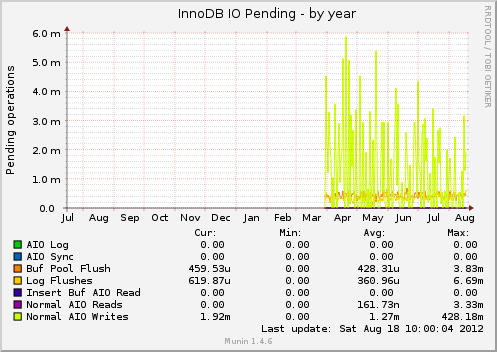 InnoDB IO Pending - by year
RRDTOOL / TOBI OETIKER
Pending operations
6.0 m
5.0 m
4.0 m
3.0 m
2.0 m
1.0 m
0.0
Jul Aug Sep Oct Nov Dec Jan Feb Mar Apr May Jun Jul Aug
Cur: Min: Avg: Max:
AIO Log 0.00 0.00 0.00 0.00
AIO Sync 0.00 0.00 0.00 0.00
Buf Pool Flush 459.53u 0.00 428.31u 3.83m
Log Flushes 619.87u 0.00 360.96u 6.69m
Insert Buf AIO Read 0.00 0.00 0.00 0.00
Normal AIO Reads 0.00 0.00 161.73n 3.33m
Normal AIO Writes 1.92m 0.00 1.27m 428.18m
Last update: Sat Aug 18 10:00:04 2012
Munin 1.4.6